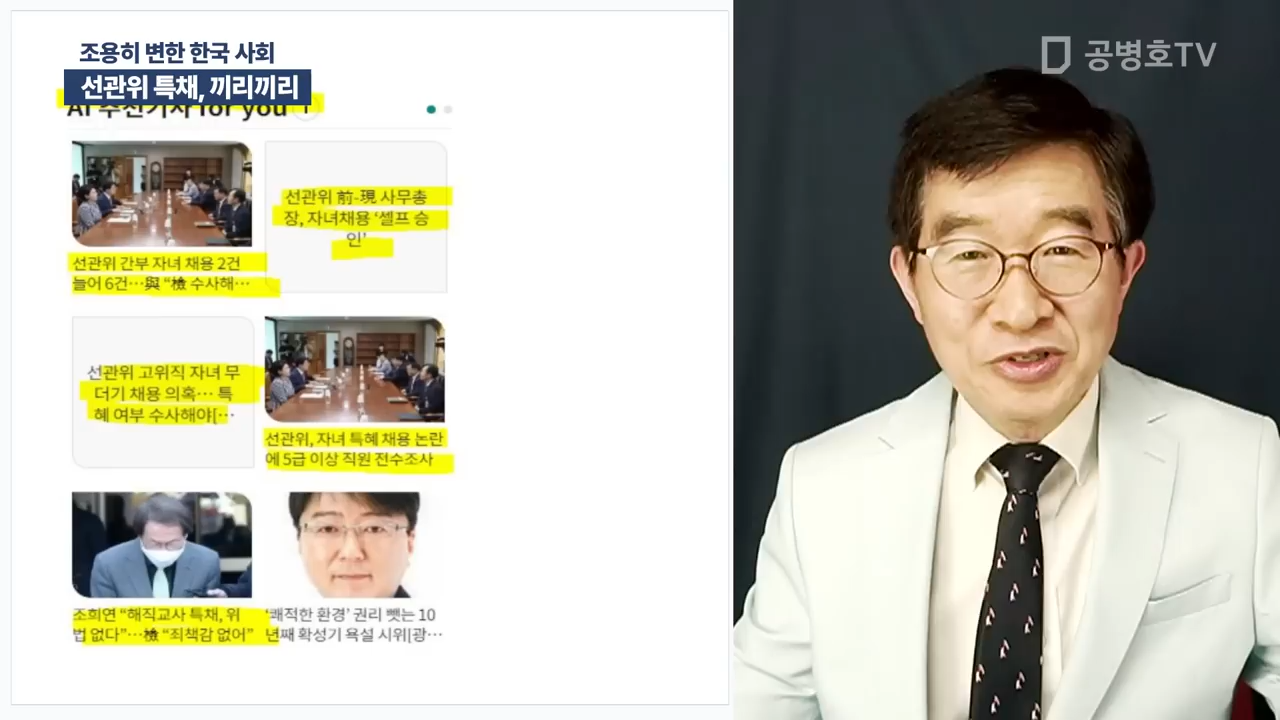 조용히 변한 한국 사회
선관위 특채, 끼리끼리
공병호TV
AI 추천기사 for you
선관위 前-現 사무총
장, 자녀채용 ‘셀프 승
인’
선관위 간부 자녀 채용 2건
늘어 6건…與 “檢 수사해…
선관위 고위직 자녀 무
더기 채용 의혹… 특
혜 여부 수사해야[…
선관위, 자녀 특혜 채용 논란
에 5급 이상 직원 전수조사
조희연 “해직교사 특채, 위
법 없다”…檢 “죄책감 없어”
‘쾌적한 환경’ 권리 뺏는 10
년째 확성기 욕설 시위[광…